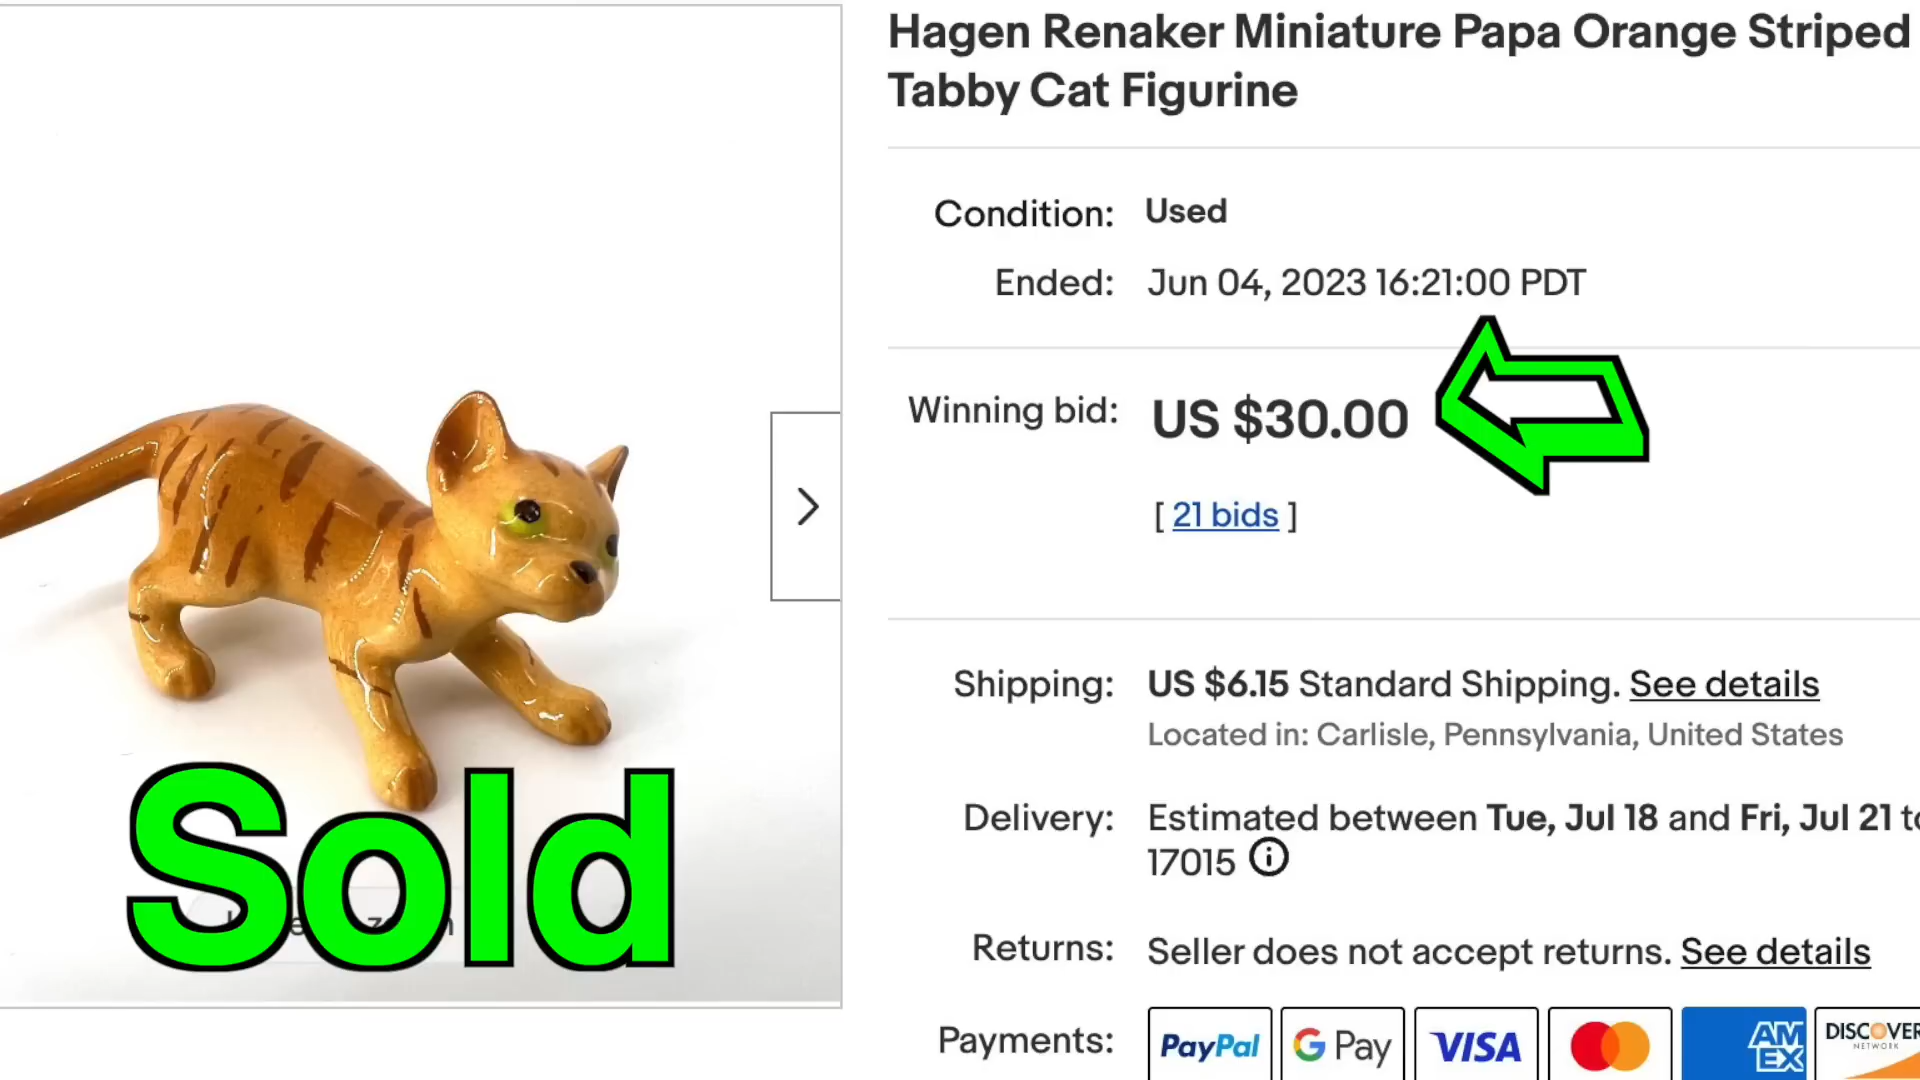 Hagen Renaker Miniature Papa Orange Striped
Tabby Cat Figurine
Condition: Used
Ended: Jun 04, 2023 16:21:00 PDT
Winning bid: US $30.00
[ 21 bids ]
Shipping: US $6.15 Standard Shipping. See details
Located in: Carlisle, Pennsylvania, United States
Delivery: Estimated between Tue, Jul 18 and Fri, Jul 21 to
17015
Returns: Seller does not accept returns. See details
Payments: PayPal G Pay VISA AM EX DISCOVER
NETWORK
Sold